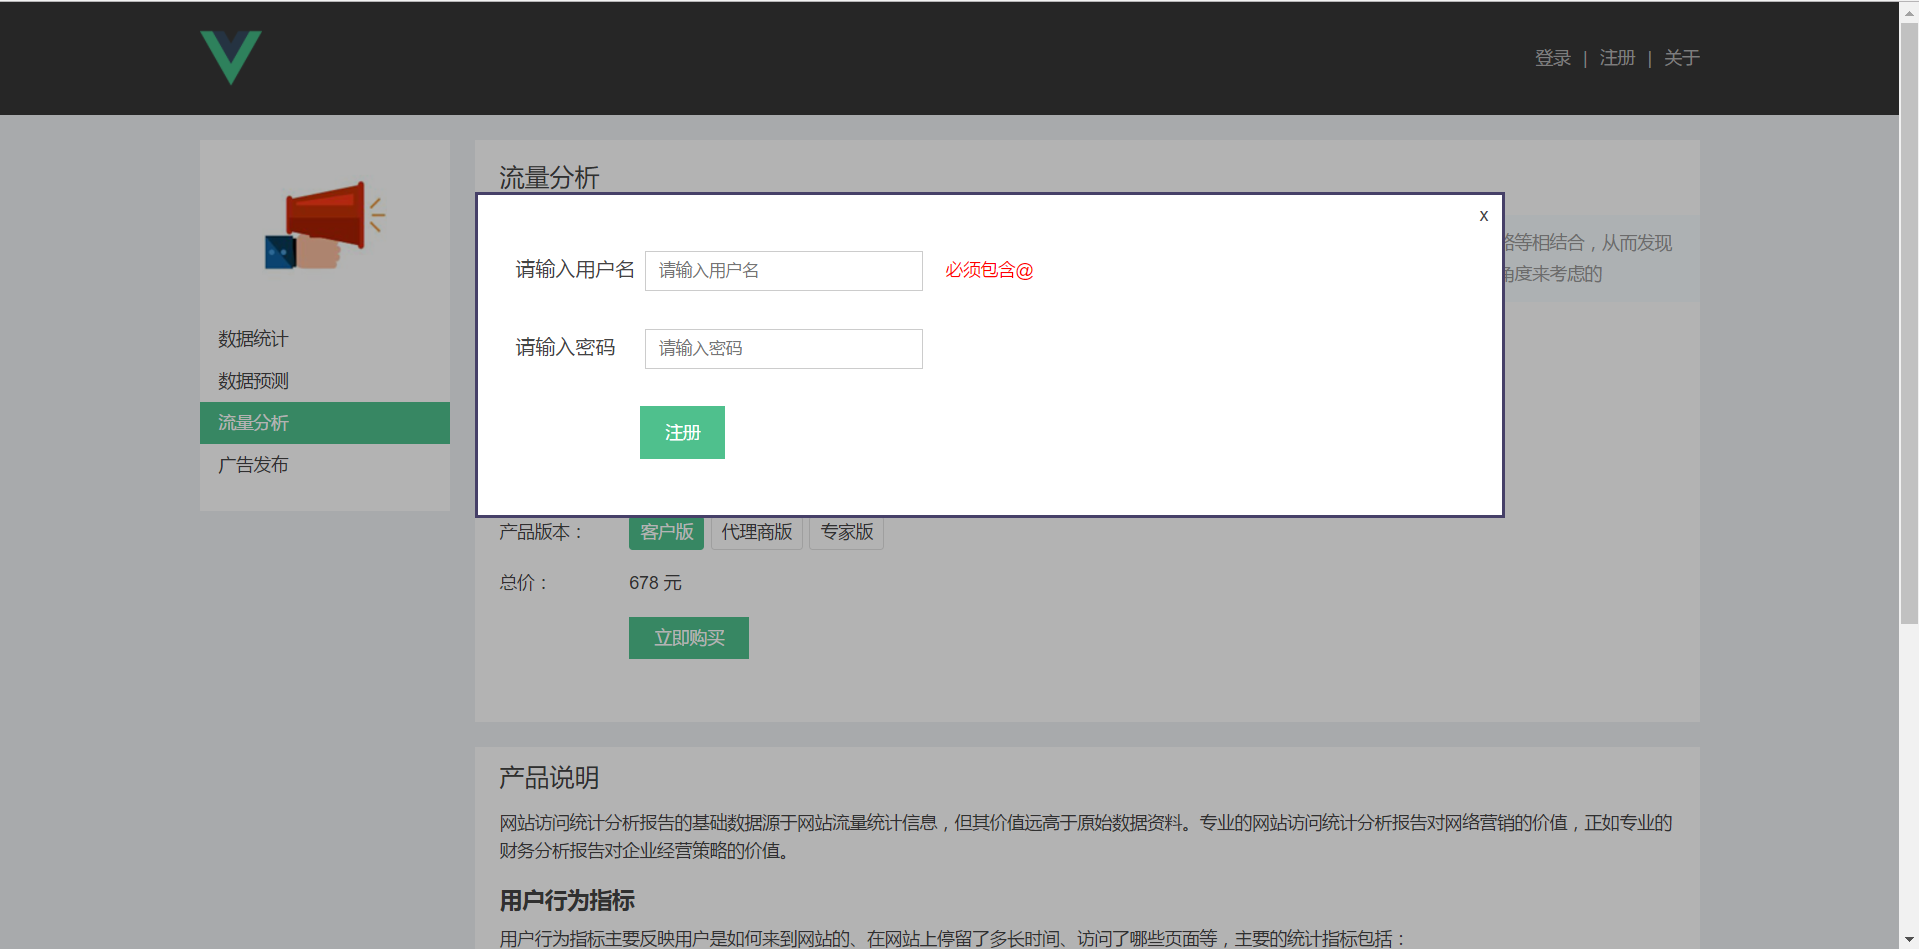 登录 | 注册 | 关于
流量分析
x
等相结合，从而发现
角度来考虑的
请输入用户名 请输入用户名 必须包含@
请输入密码 请输入密码
注册
数据统计
数据预测
流量分析
广告发布
产品版本： 客户版 代理商版 专家版
总价： 678 元
立即购买
产品说明
网站访问统计分析报告的基础数据源于网站流量统计信息，但其价值远高于原始数据资料。专业的网站访问统计分析报告对网络营销的价值，正如专业的
财务分析报告对企业经营策略的价值。
用户行为指标
用户行为指标主要反映用户是如何来到网站的、在网站上停留了多长时间、访问了哪些页面等，主要的统计指标包括：